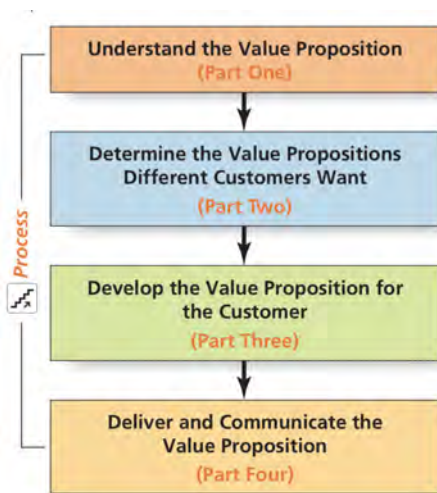 Understand the Value Proposition
(Part One)
Determine the Value Propositions
Different Customers Want
(Part Two)
Process
Develop the Value Proposition for
the Customer
(Part Three)
Deliver and Communicate the
Value Proposition
(Part Four)